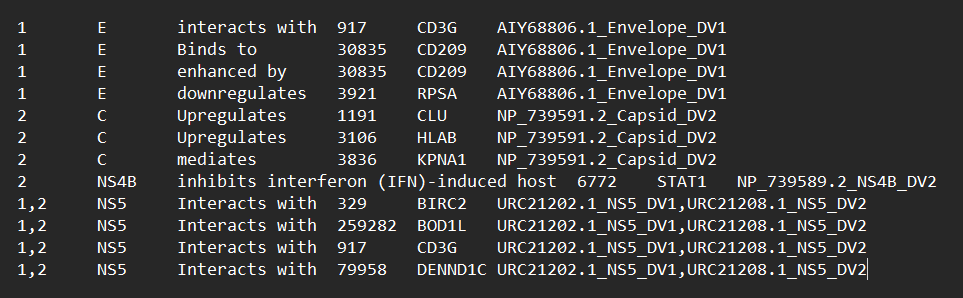 1 E interacts with 917 CD3G AIY68806.1_Envelope_DV1
1 E Binds to 30835 CD209 AIY68806.1_Envelope_DV1
1 E enhanced by 30835 CD209 AIY68806.1_Envelope_DV1
1 E downregulates 3921 RPSA AIY68806.1_Envelope_DV1
2 C Upregulates 1191 CLU NP_739591.2_Capsid_DV2
2 C Upregulates 3106 HLAB NP_739591.2_Capsid_DV2
2 C mediates 3836 KPNA1 NP_739591.2_Capsid_DV2
2 NS4B inhibits interferon (IFN)-induced host 6772 STAT1 NP_739589.2_NS4B_DV2
1,2 NS5 Interacts with 329 BIRC2 URC21202.1_NS5_DV1,URC21208.1_NS5_DV2
1,2 NS5 Interacts with 259282 BOD1L URC21202.1_NS5_DV1,URC21208.1_NS5_DV2
1,2 NS5 Interacts with 917 CD3G URC21202.1_NS5_DV1,URC21208.1_NS5_DV2
1,2 NS5 Interacts with 79958 DENND1C URC21202.1_NS5_DV1,URC21208.1_NS5_DV2